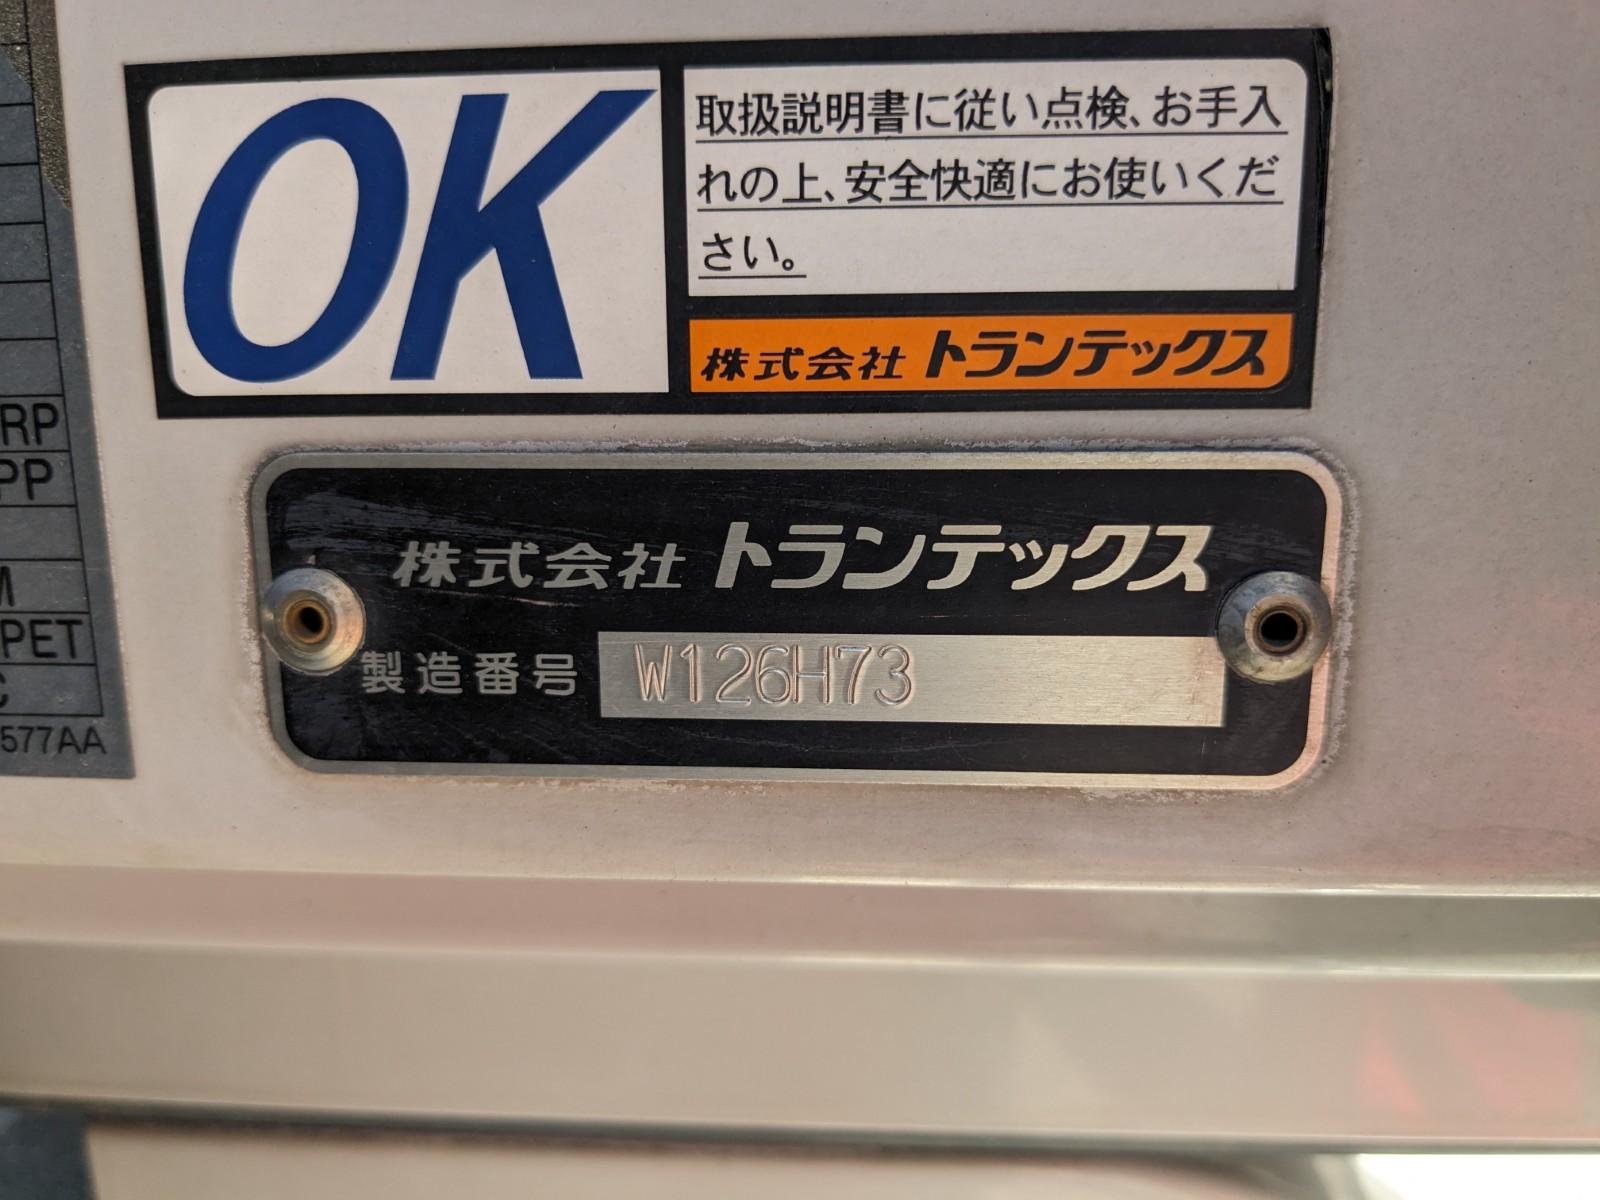 OK
取扱説明書に従い点検、お手入
れの上、安全快適にお使いくだ
さい。
株式会社 トランテックス
株式会社 トランテックス
製造番号 W126H73
RP
PP
M
PET
C
577AA